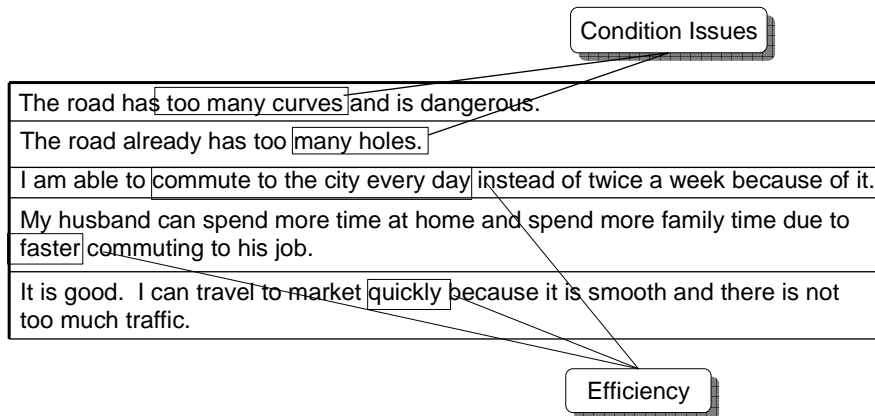 Condition Issues
The road has too many curves and is dangerous.
The road already has too many holes.
I am able to commute to the city every day instead of twice a week because of it.
My husband can spend more time at home and spend more family time due to
faster commuting to his job.
It is good.  I can travel to market quickly because it is smooth and there is not
too much traffic.
Efficiency